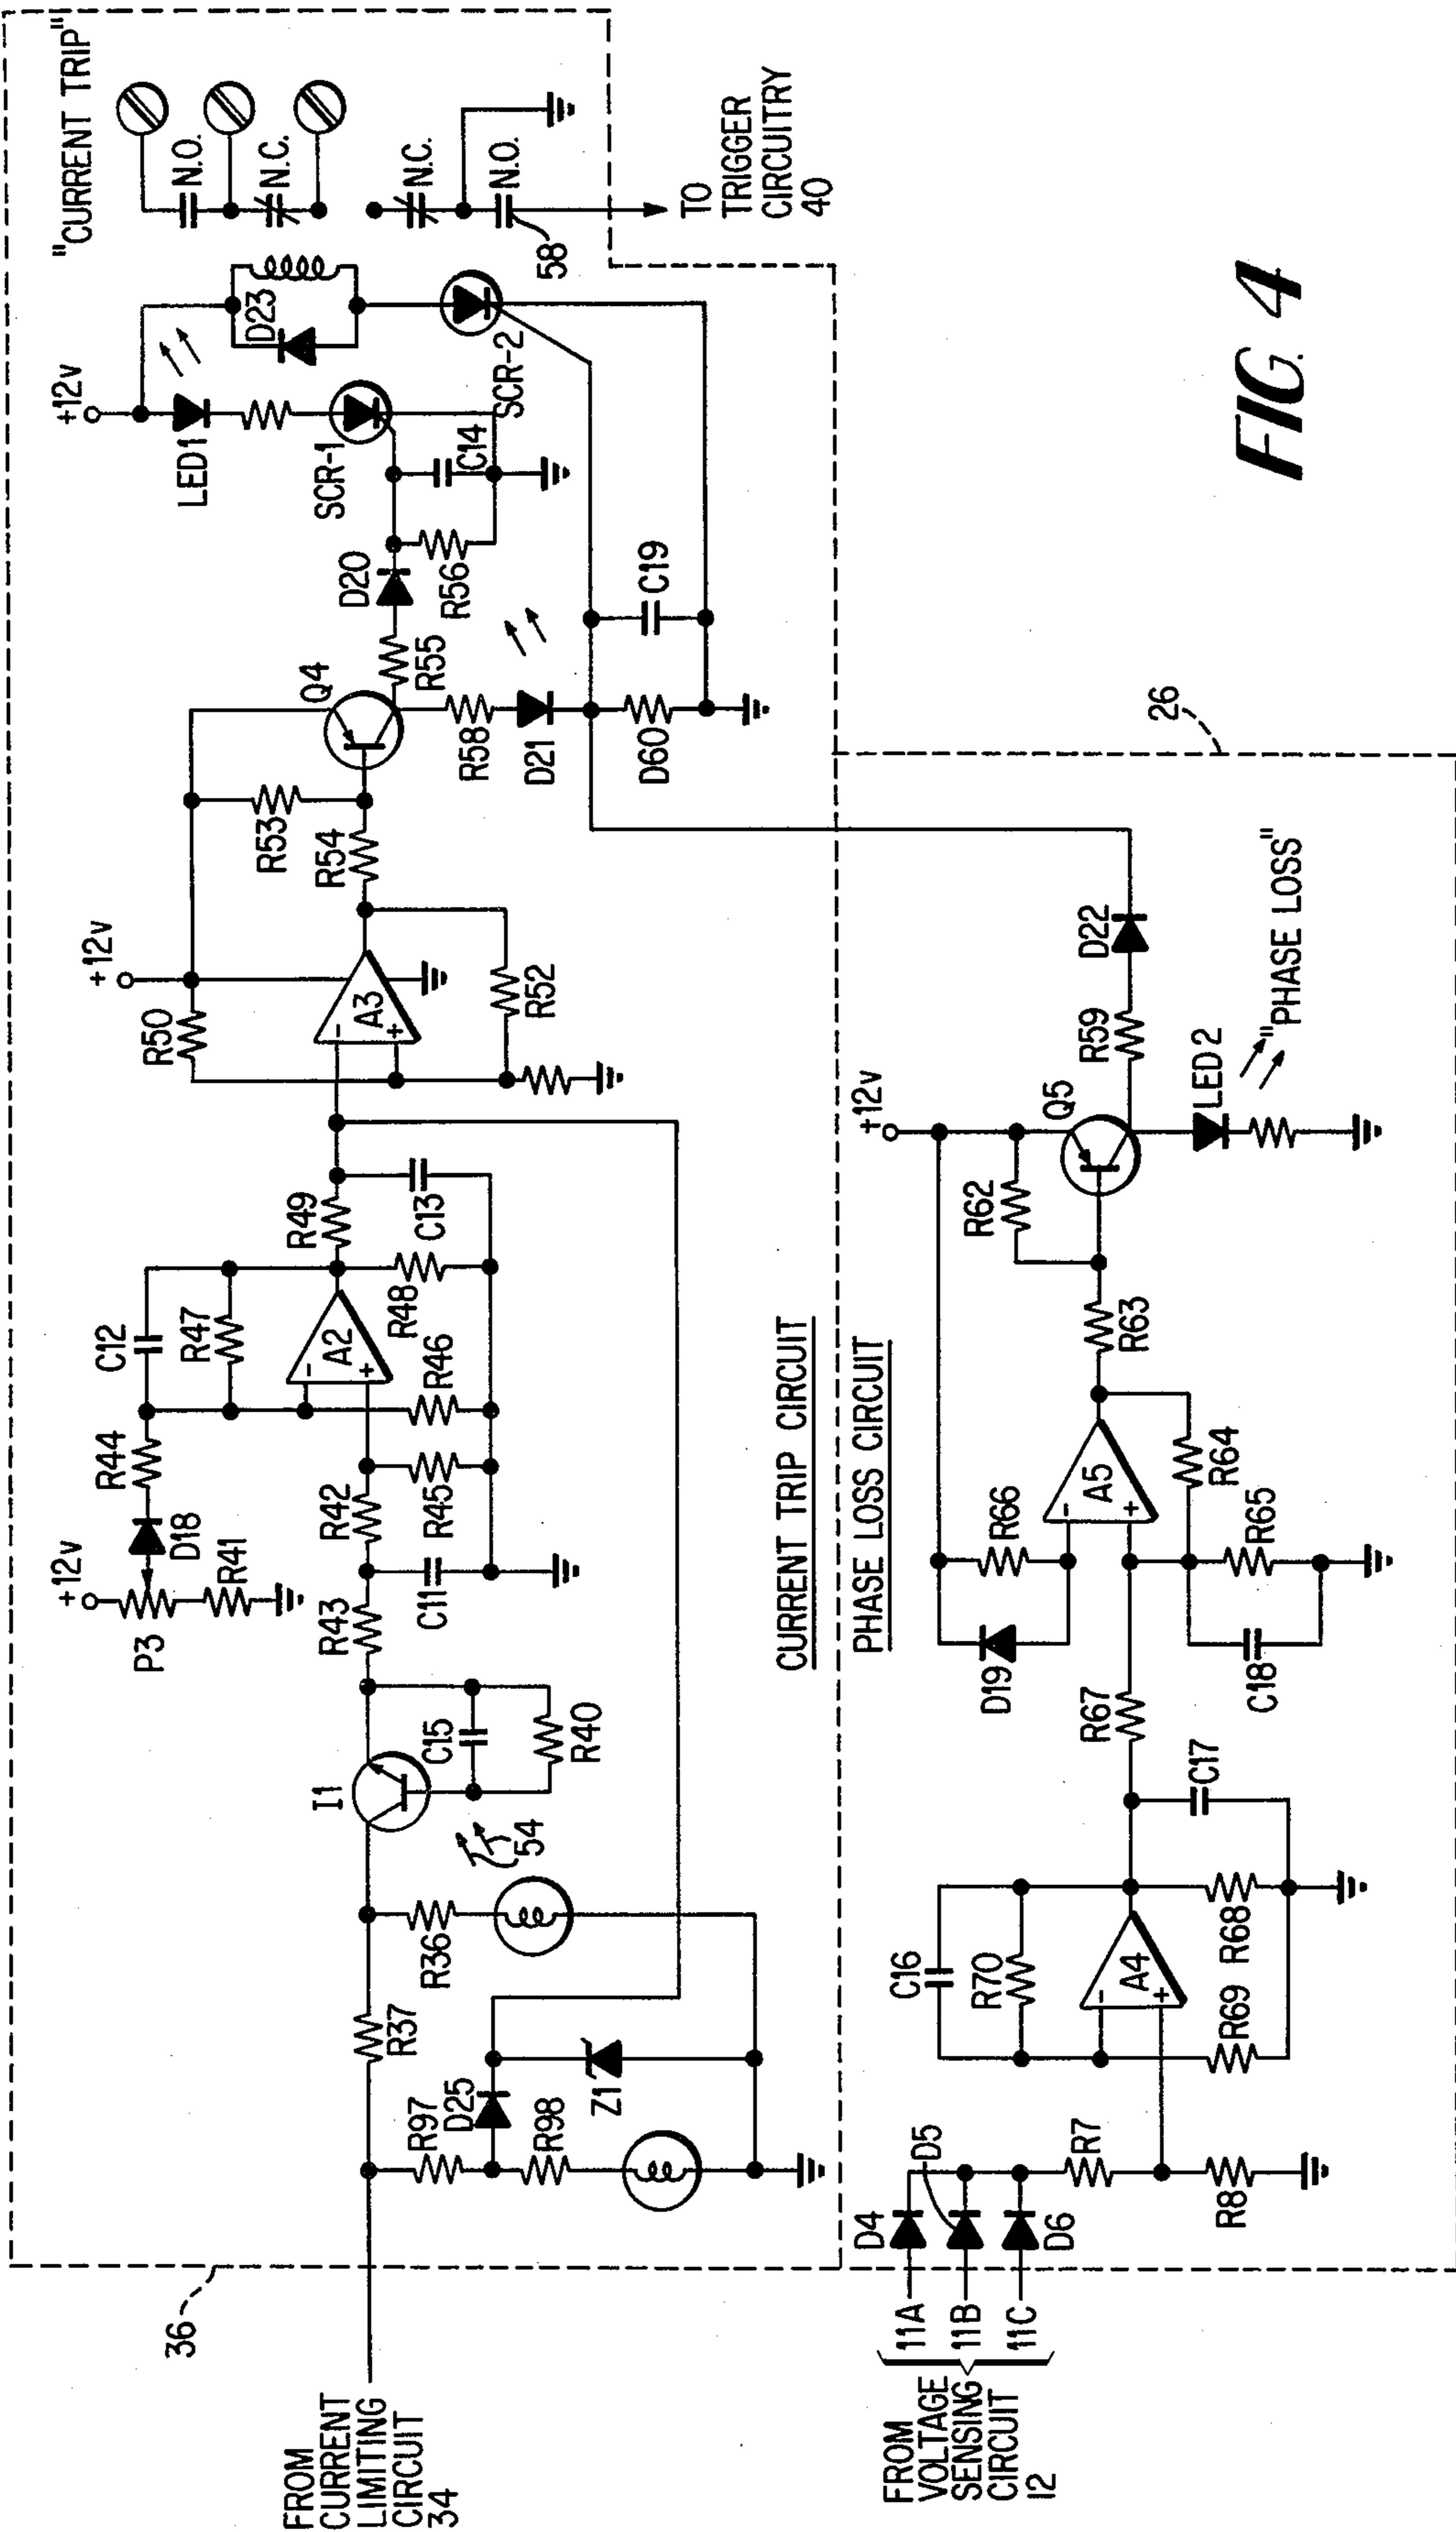 "CURRENT TRIP"
+12v
LED1
D23
N.O.
N.C.
N.C.
N.O.
58
TO
TRIGGER
CIRCUITRY
40
SCR-1
SCR-2
C14
D20
R56
R55
Q4
R58
D21
D60
C19
R53
R54
+12v
R50
A3
-
+
R52
R49
C13
C12
R47
A2
-
+
R48
R46
R44
R42
R45
+12v
D18
R41
P3
R43
C11
I1
C15
R40
54
R36
R37
R97
D25
R98
Z1
36
FROM
CURRENT
LIMITING
CIRCUIT
34
CURRENT TRIP CIRCUIT
PHASE LOSS CIRCUIT
26
+12v
Q5
R62
R59
D22
LED 2
"PHASE LOSS"
R63
R66
A5
-
+
R64
R65
D19
C18
R67
C17
C16
R70
A4
-
+
R68
R69
D4
D5
D6
R7
R8
11A
11B
11C
FROM
VOLTAGE
SENSING
CIRCUIT
12
FIG. 4